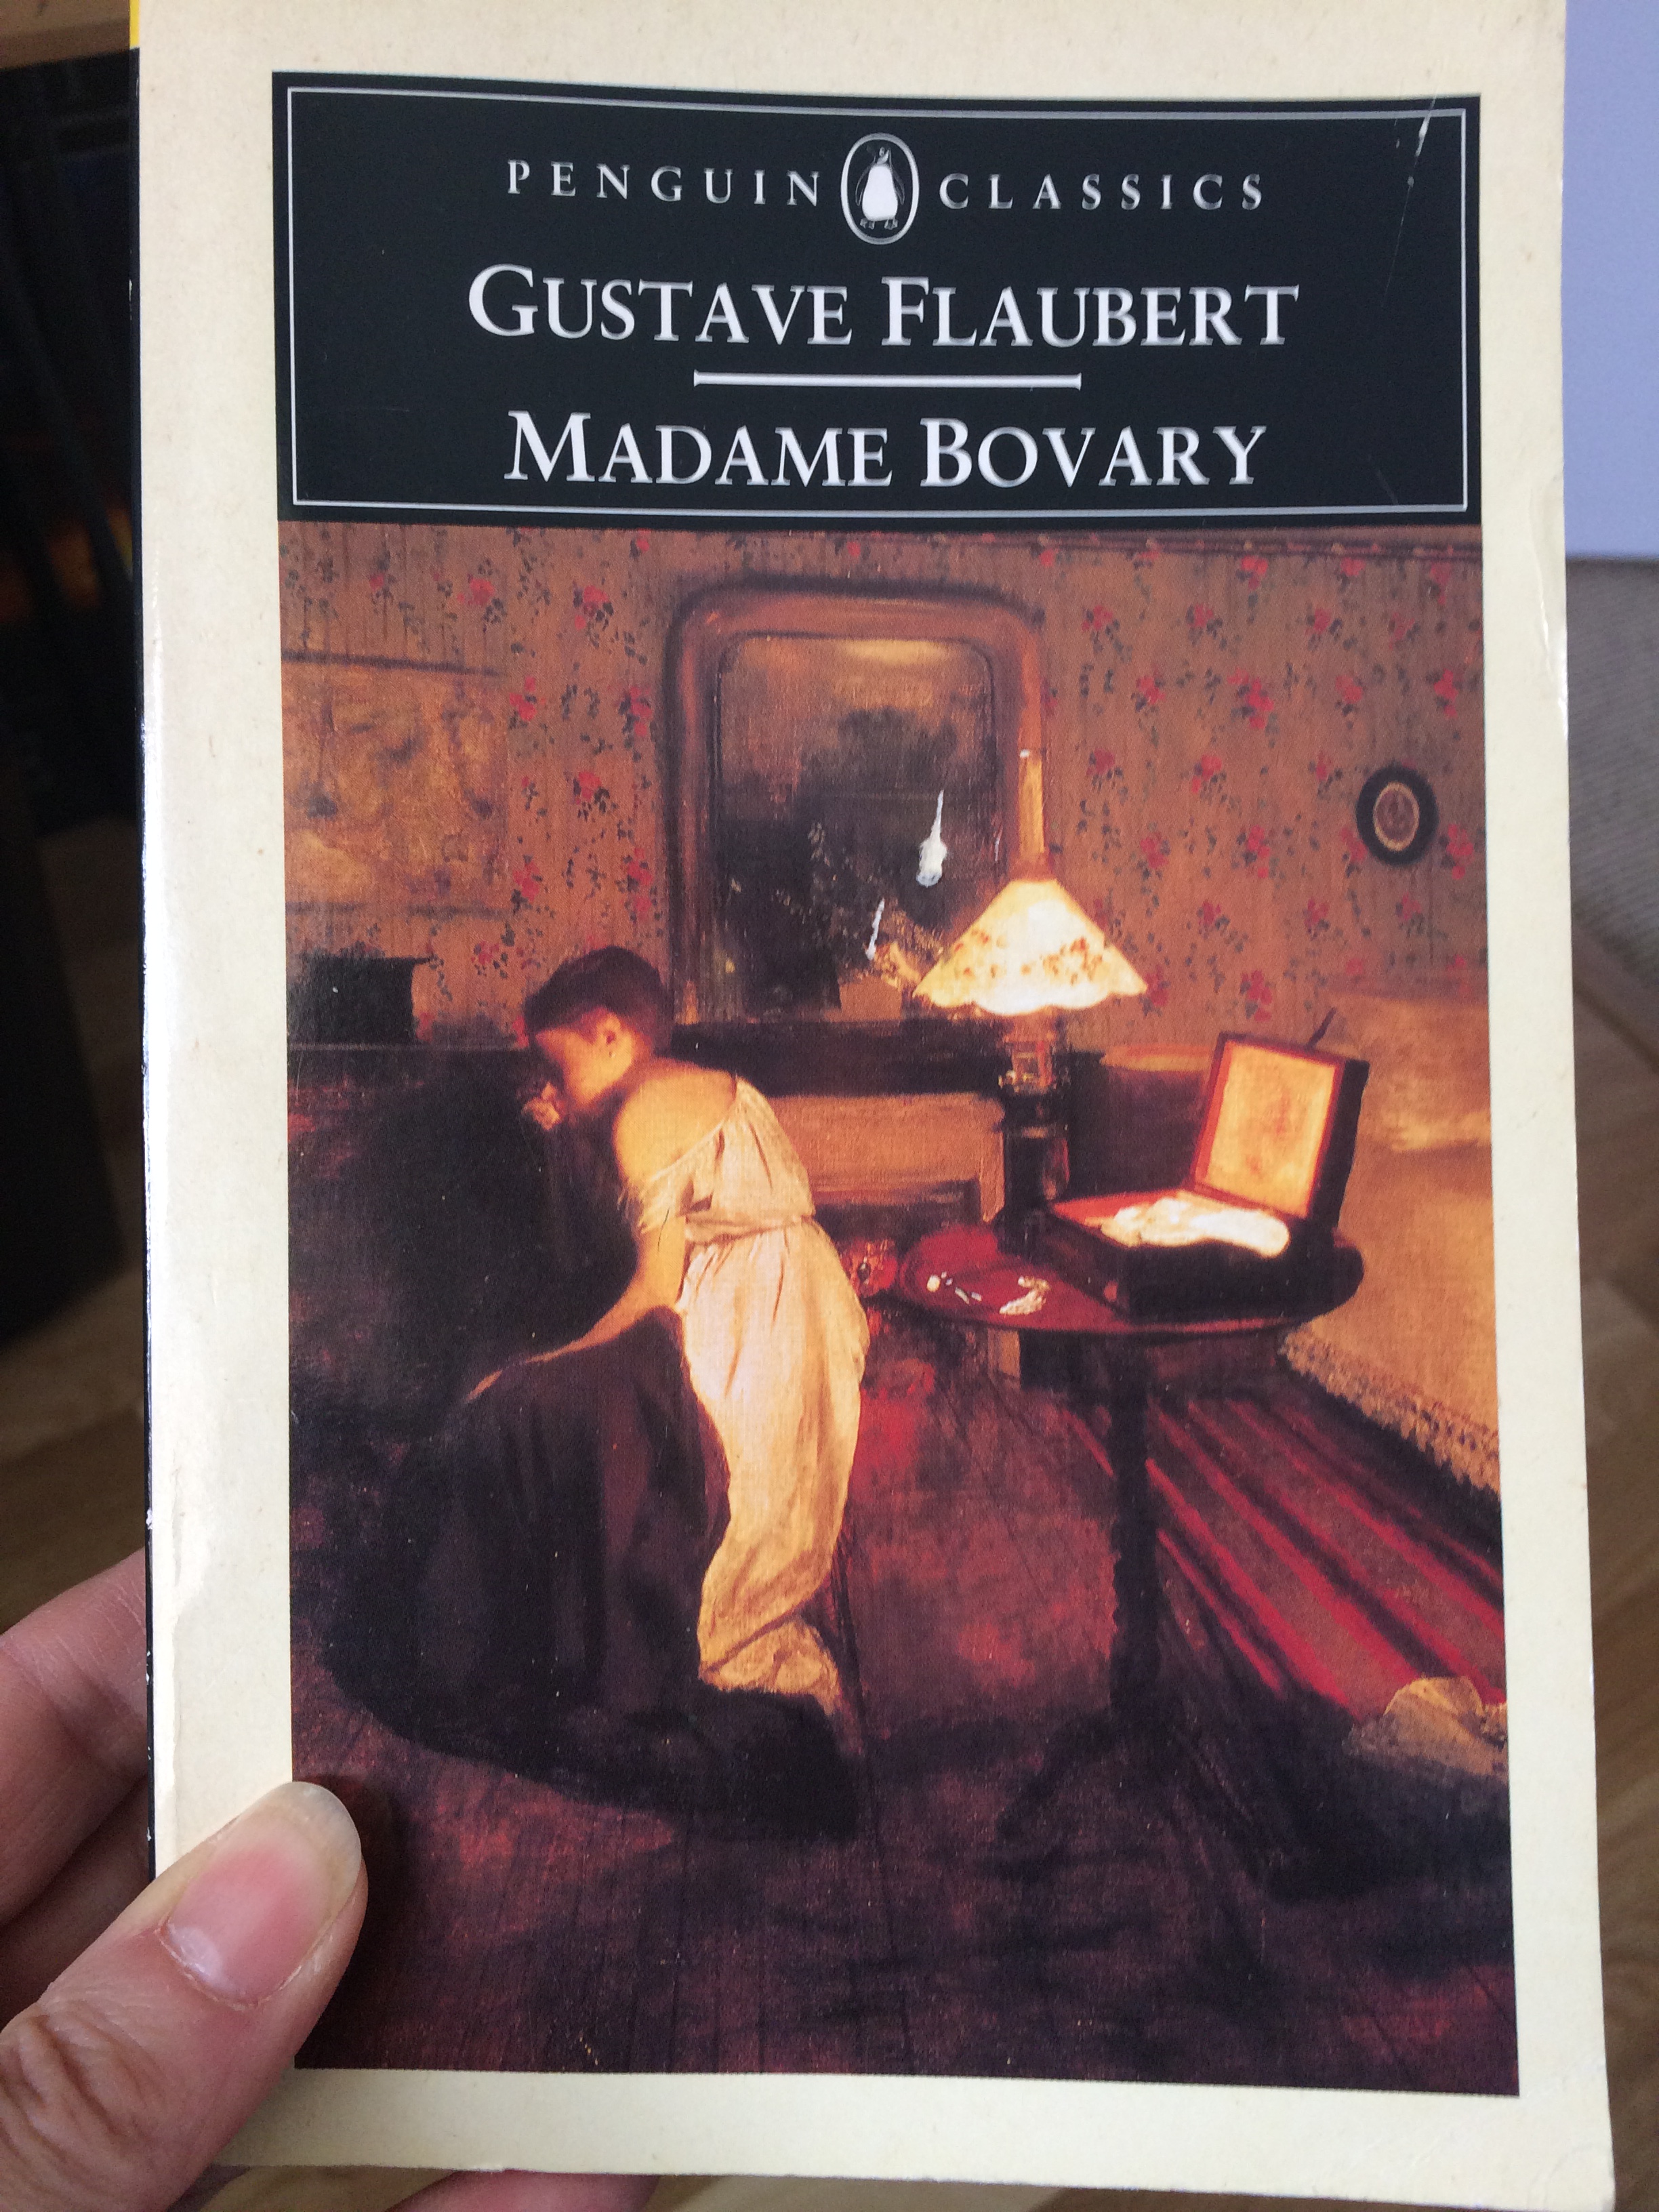 PENGUIN CLASSICS
GUSTAVE FLAUBERT
MADAME BOVARY